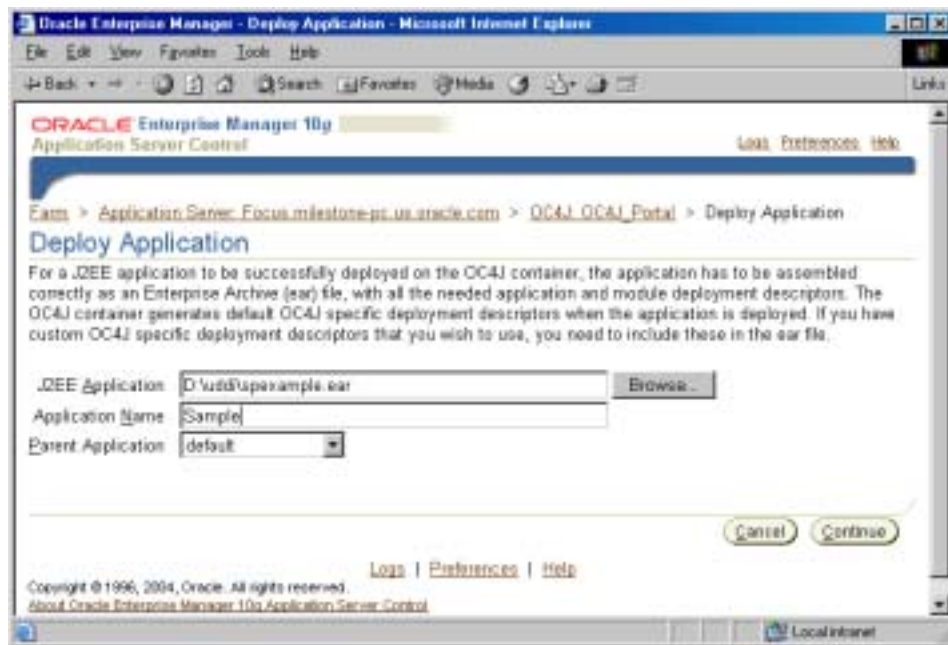 Oracle Enterprise Manager - Deploy Application - Microsoft Internet Explorer
File Edit View Favorites Tools Help
Back Search Favorites Media Links
ORACLE Enterprise Manager 10g
Application Server Control
Logs Preferences Help
Farm > Application Server: Focus.milestone-pc.us.oracle.com > OC4J: OC4J_Portal > Deploy Application
Deploy Application
For a J2EE application to be successfully deployed on the OC4J container, the application has to be assembled
correctly as an Enterprise Archive (ear) file, with all the needed application and module deployment descriptors. The
OC4J container generates default OC4J specific deployment descriptors when the application is deployed. If you have
custom OC4J specific deployment descriptors that you wish to use, you need to include these in the ear file.
J2EE Application D:\uddi\spexample.ear Browse...
Application Name Sample
Parent Application default
Cancel Continue
Logs | Preferences | Help
Copyright © 1996, 2004, Oracle. All rights reserved.
About Oracle Enterprise Manager 10g Application Server Control
Local intranet